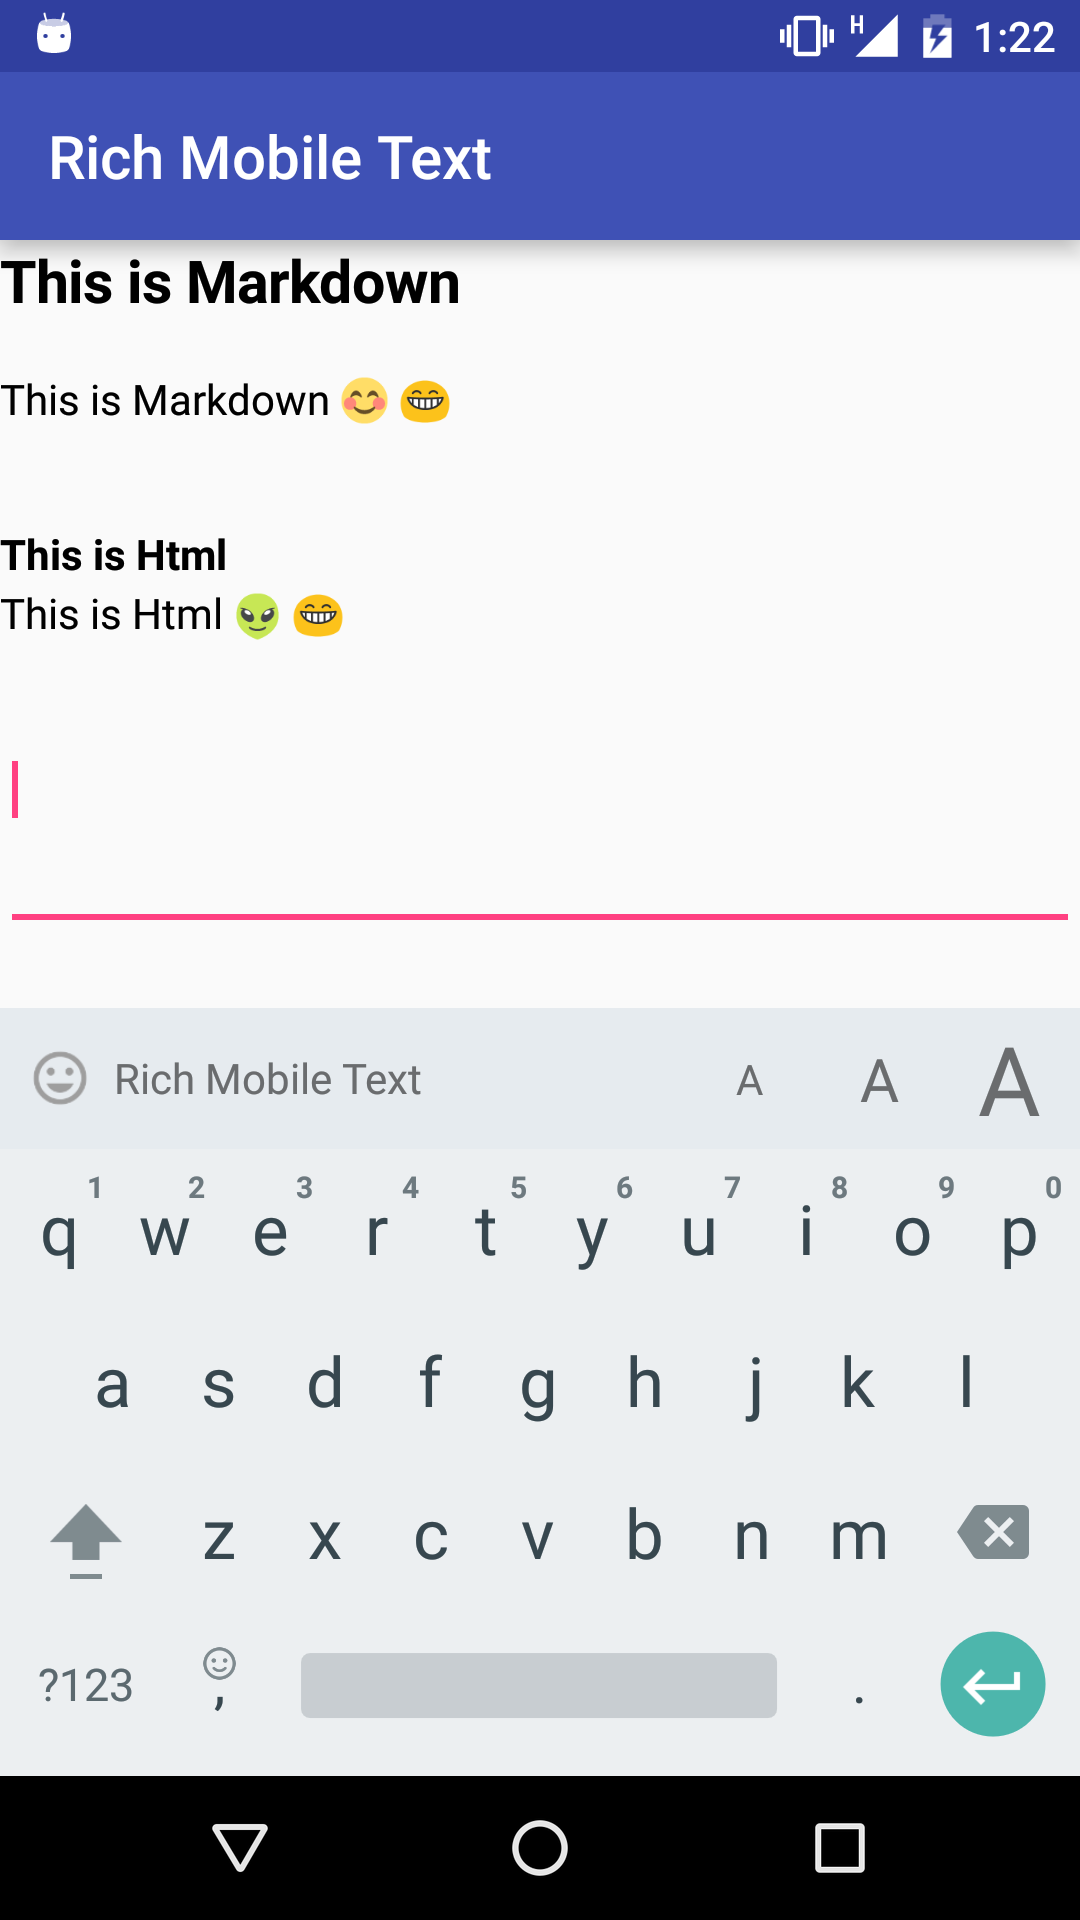 H 1:22
Rich Mobile Text
This is Markdown
This is Markdown 😊 😁
This is Html
This is Html 👽 😁
Rich Mobile Text A A A
1 2 3 4 5 6 7 8 9 0
q w e r t y u i o p
a s d f g h j k l
z x c v b n m
?123 , .